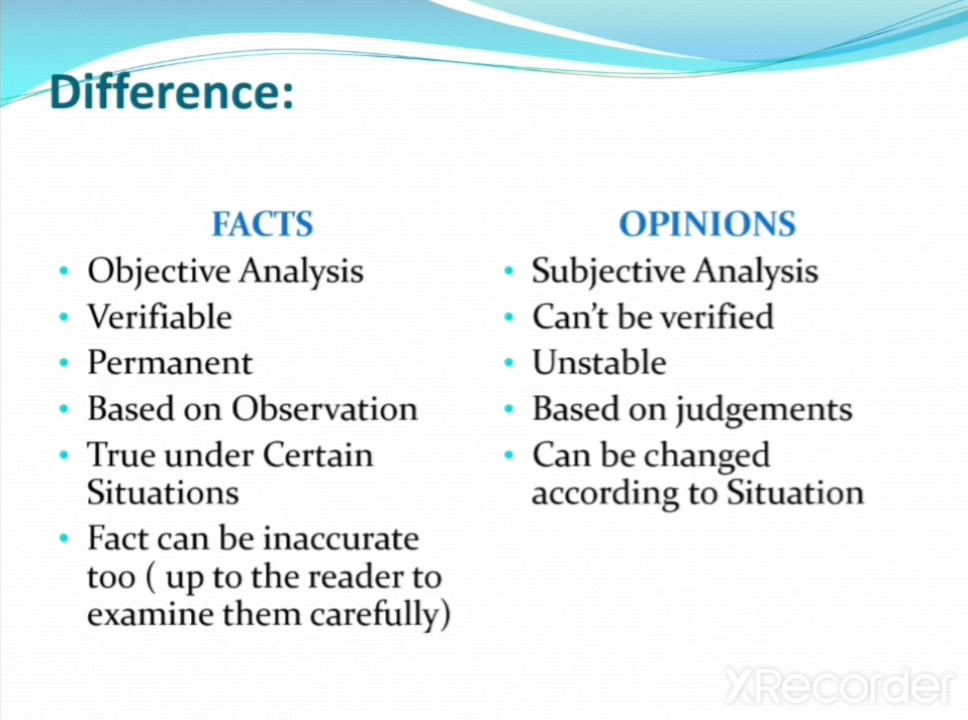 Difference:
FACTS
• Objective Analysis
• Verifiable
• Permanent
• Based on Observation
• True under Certain
Situations
• Fact can be inaccurate
too ( up to the reader to
examine them carefully)
OPINIONS
• Subjective Analysis
• Can’t be verified
• Unstable
• Based on judgements
• Can be changed
according to Situation
XRecorder